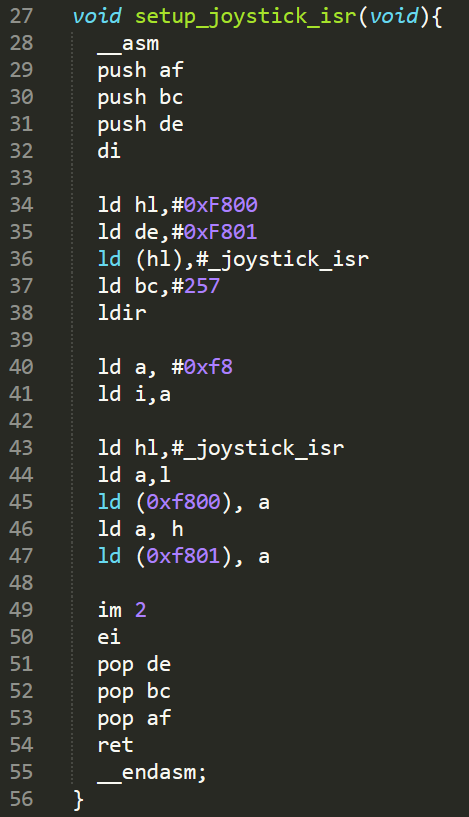 27 void setup_joystick_isr(void){
28 __asm
29 push af
30 push bc
31 push de
32 di
33
34 ld hl,#0xF800
35 ld de,#0xF801
36 ld (hl),#_joystick_isr
37 ld bc,#257
38 ldir
39
40 ld a, #0xf8
41 ld i,a
42
43 ld hl,#_joystick_isr
44 ld a,l
45 ld (0xf800), a
46 ld a, h
47 ld (0xf801), a
48
49 im 2
50 ei
51 pop de
52 pop bc
53 pop af
54 ret
55 __endasm;
56 }